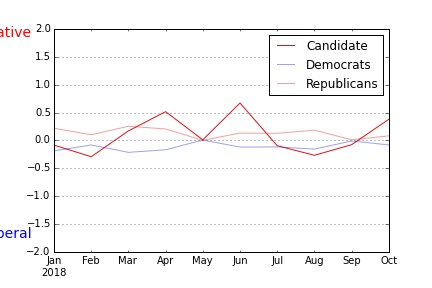 ative
2.0
1.5
1.0
0.5
0.0
−0.5
−1.0
−1.5
−2.0
beral
Candidate
Democrats
Republicans
Jan Feb Mar Apr May Jun Jul Aug Sep Oct
2018